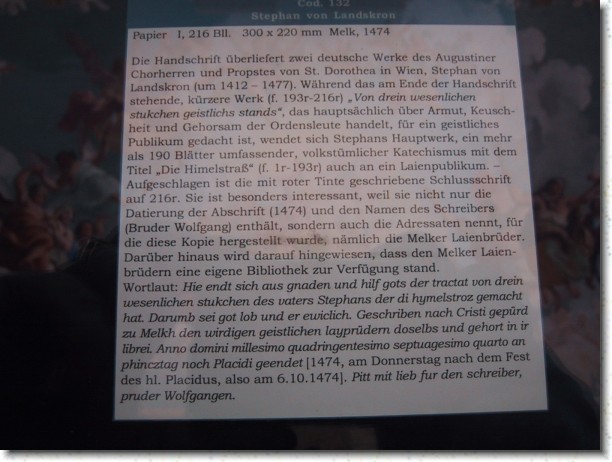 Cod. 132
Stephan von Landskron
Papier I, 216 Bll. 300 x 220 mm Melk, 1474
Die Handschrift überliefert zwei deutsche Werke des Augustiner
Chorherren und Propstes von St. Dorothea in Wien, Stephan von
Landskron (um 1412 – 1477). Während das am Ende der Handschrift
stehende, kürzere Werk (f. 193r-216r) „Von drein wesenlichen
stukchen geistlichs stands“, das hauptsächlich über Armut, Keusch-
heit und Gehorsam der Ordensleute handelt, für ein geistliches
Publikum gedacht ist, wendet sich Stephans Hauptwerk, ein mehr
als 190 Blätter umfassender, volkstümlicher Katechismus mit dem
Titel „Die Himelstraß“ (f. 1r-193r) auch an ein Laienpublikum. –
Aufgeschlagen ist die mit roter Tinte geschriebene Schlussschrift
auf 216r. Sie ist besonders interessant, weil sie nicht nur die
Datierung der Abschrift (1474) und den Namen des Schreibers
(Bruder Wolfgang) enthält, sondern auch die Adressaten nennt, für
die diese Kopie hergestellt wurde, nämlich die Melker Laienbrüder.
Darüber hinaus wird darauf hingewiesen, dass den Melker Laien-
brüdern eine eigene Bibliothek zur Verfügung stand.
Wortlaut: Hie endt sich aus gnaden und hilf gots der tractat von drein
wesenlichen stukchen des vaters Stephans der di hymelstroz gemacht
hat. Darumb sei got lob und er ewiclich. Geschriben nach Cristi gepürd
zu Melkh den wirdigen geistlichen layprüdern doselbs und gehort in ir
librei. Anno domini millesimo quadringentesimo septuagesimo quarto an
phincztag noch Placidi geendet [1474, am Donnerstag nach dem Fest
des hl. Placidus, also am 6.10.1474]. Pitt mit lieb fur den schreiber,
pruder Wolfgangen.